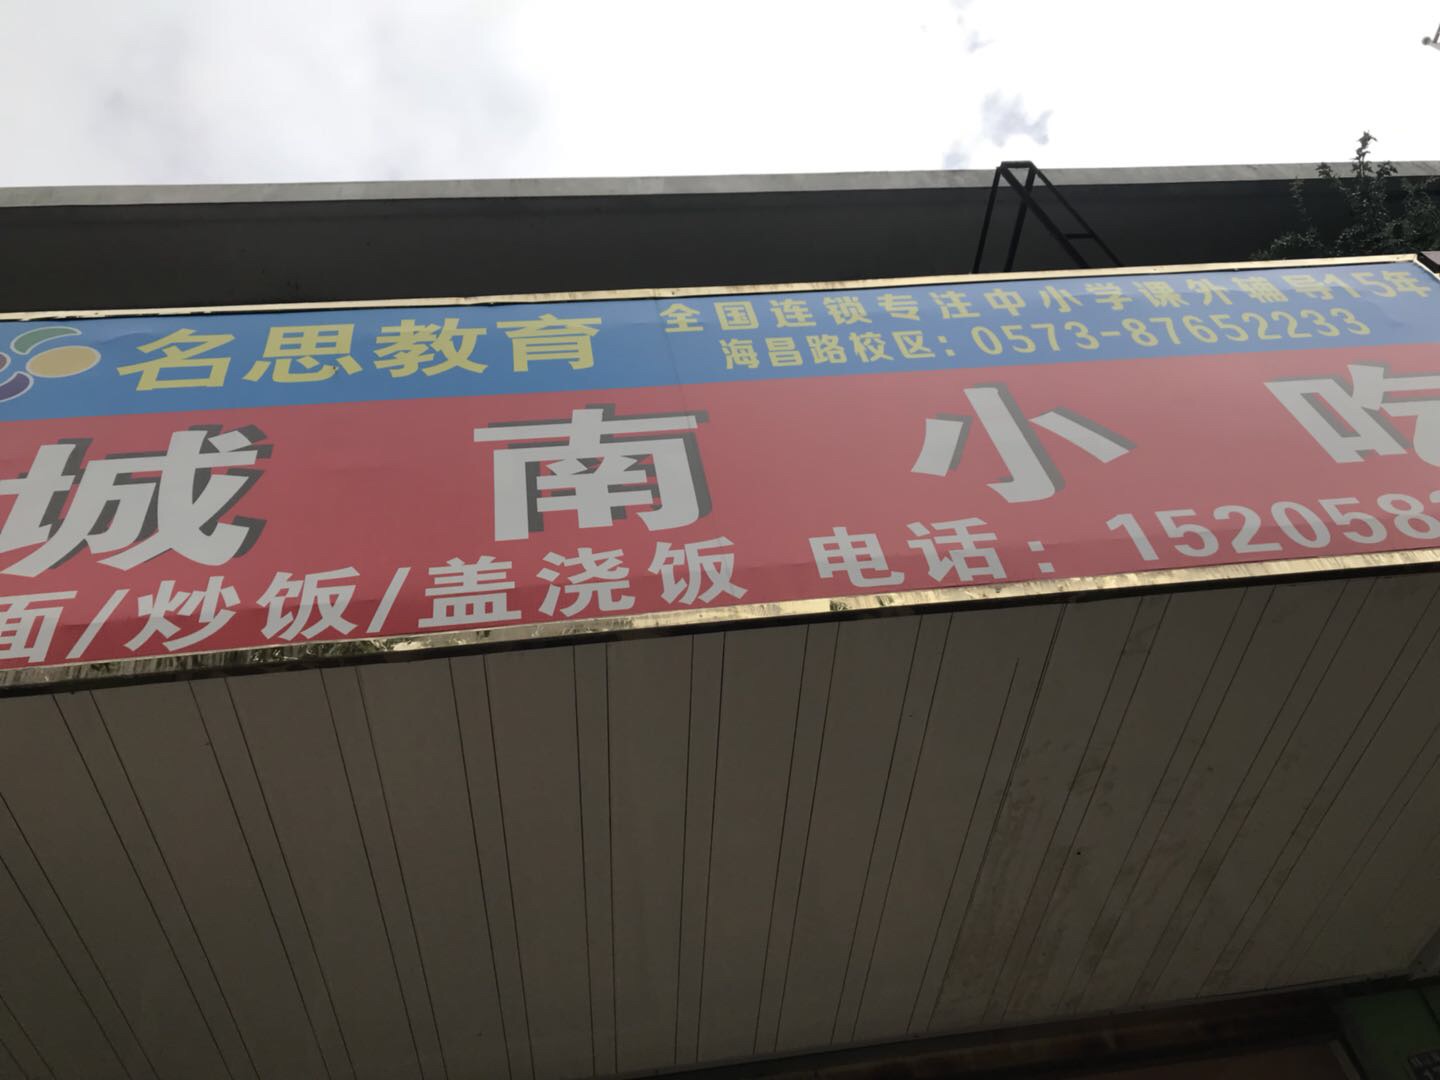 名思教育
全国连锁专注中小学课外辅导15年
海昌路校区：0573-87652233
城南小吃
面/炒饭/盖浇饭 电话：152058